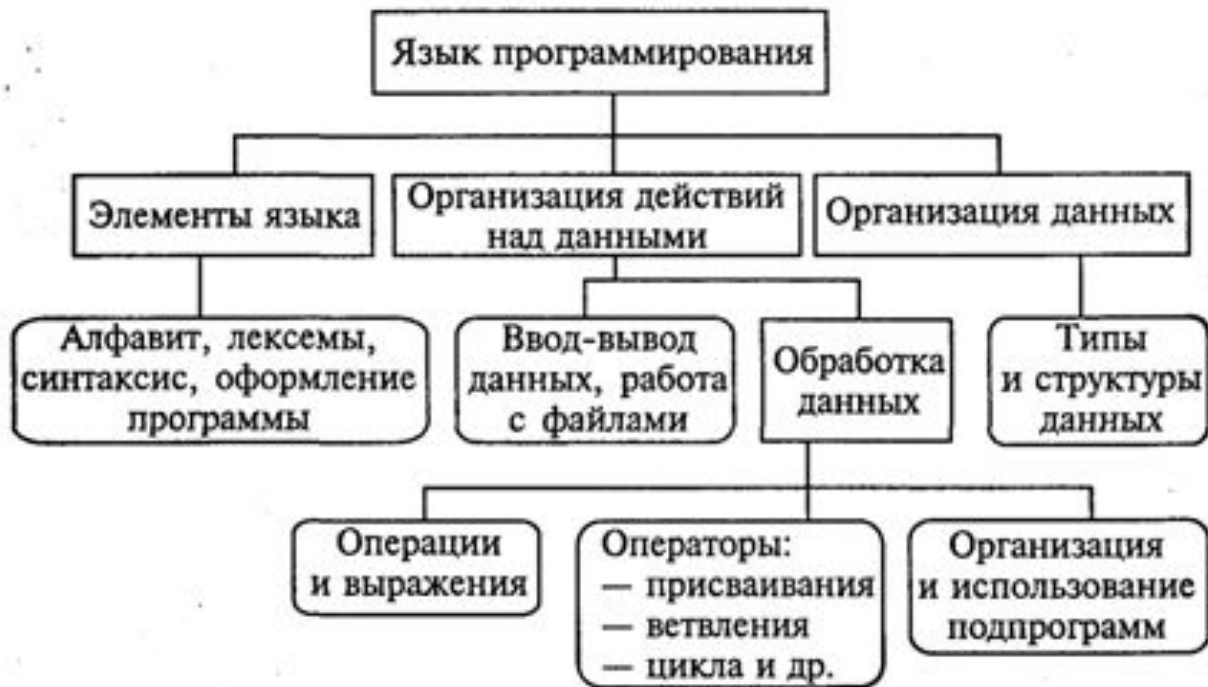 Язык программирования
Элементы языка
Организация действий
над данными
Организация данных
Алфавит, лексемы,
синтаксис, оформление
программы
Ввод-вывод
данных, работа
с файлами
Обработка
данных
Типы
и структуры
данных
Операции
и выражения
Операторы:
— присваивания
— ветвления
— цикла и др.
Организация
и использование
подпрограмм